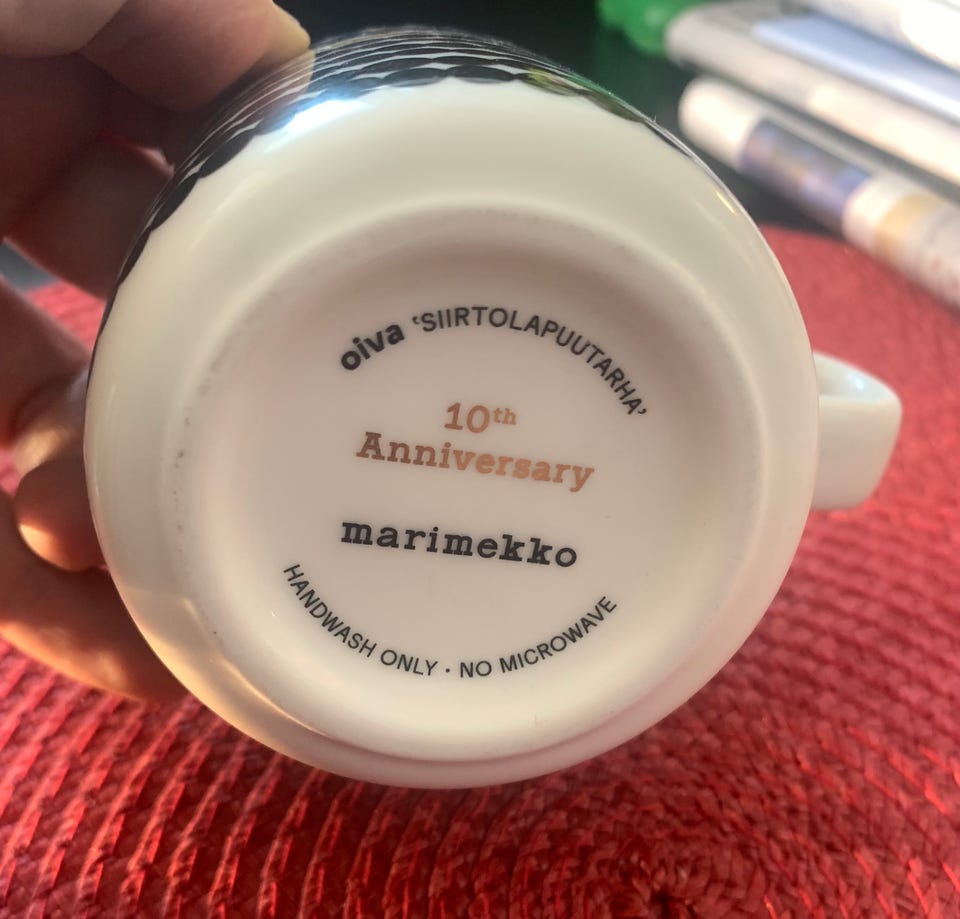 oiva ‘SIIRTOLAPUUTARHA’
10th
Anniversary
marimekko
HANDWASH ONLY · NO MICROWAVE